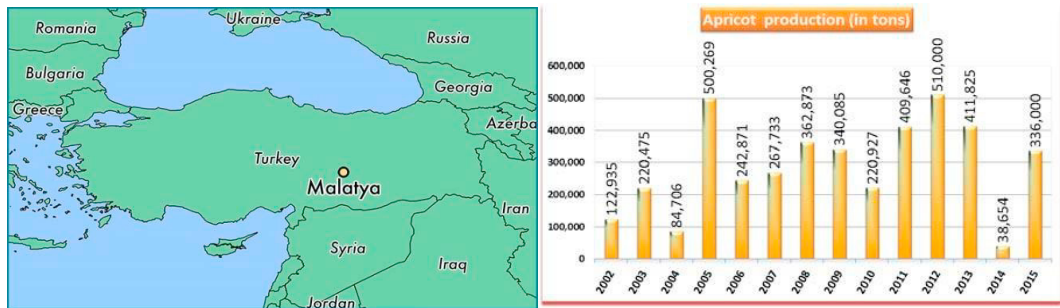 Romania
Ukraine
Russia
Bulgaria
Georgia
Greece
Azerba
Turkey
Malatya
Iran
Syria
Iraq
Jordan
Apricot production (in tons)
600,000
500,000
400,000
300,000
200,000
100,000
0
122,935
220,475
84,706
500,269
242,871
267,733
362,873
340,085
220,927
409,646
510,000
411,825
38,654
336,000
2002
2003
2004
2005
2006
2007
2008
2009
2010
2011
2012
2013
2014
2015